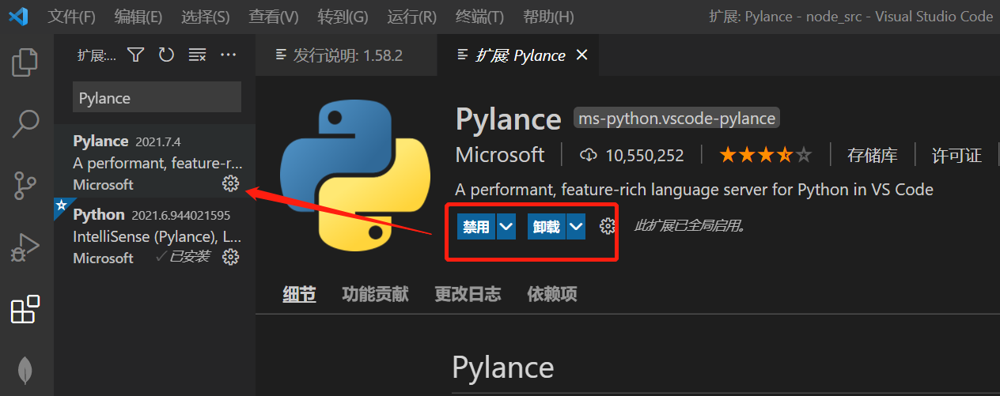 文件(F) 编辑(E) 选择(S) 查看(V) 转到(G) 运行(R) 终端(T) 帮助(H) 扩展: Pylance - node_src - Visual Studio Code
扩展:...
发行说明: 1.58.2
扩展 Pylance
Pylance
Pylance 2021.7.4
A performant, feature-r...
Microsoft
Python 2021.6.944021595
IntelliSense (Pylance), L...
Microsoft ✓已安装
Pylance ms-python.vscode-pylance
Microsoft 10,550,252 存储库 许可证
A performant, feature-rich language server for Python in VS Code
禁用 卸载 此扩展已全局启用。
细节 功能贡献 更改日志 依赖项
Pylance